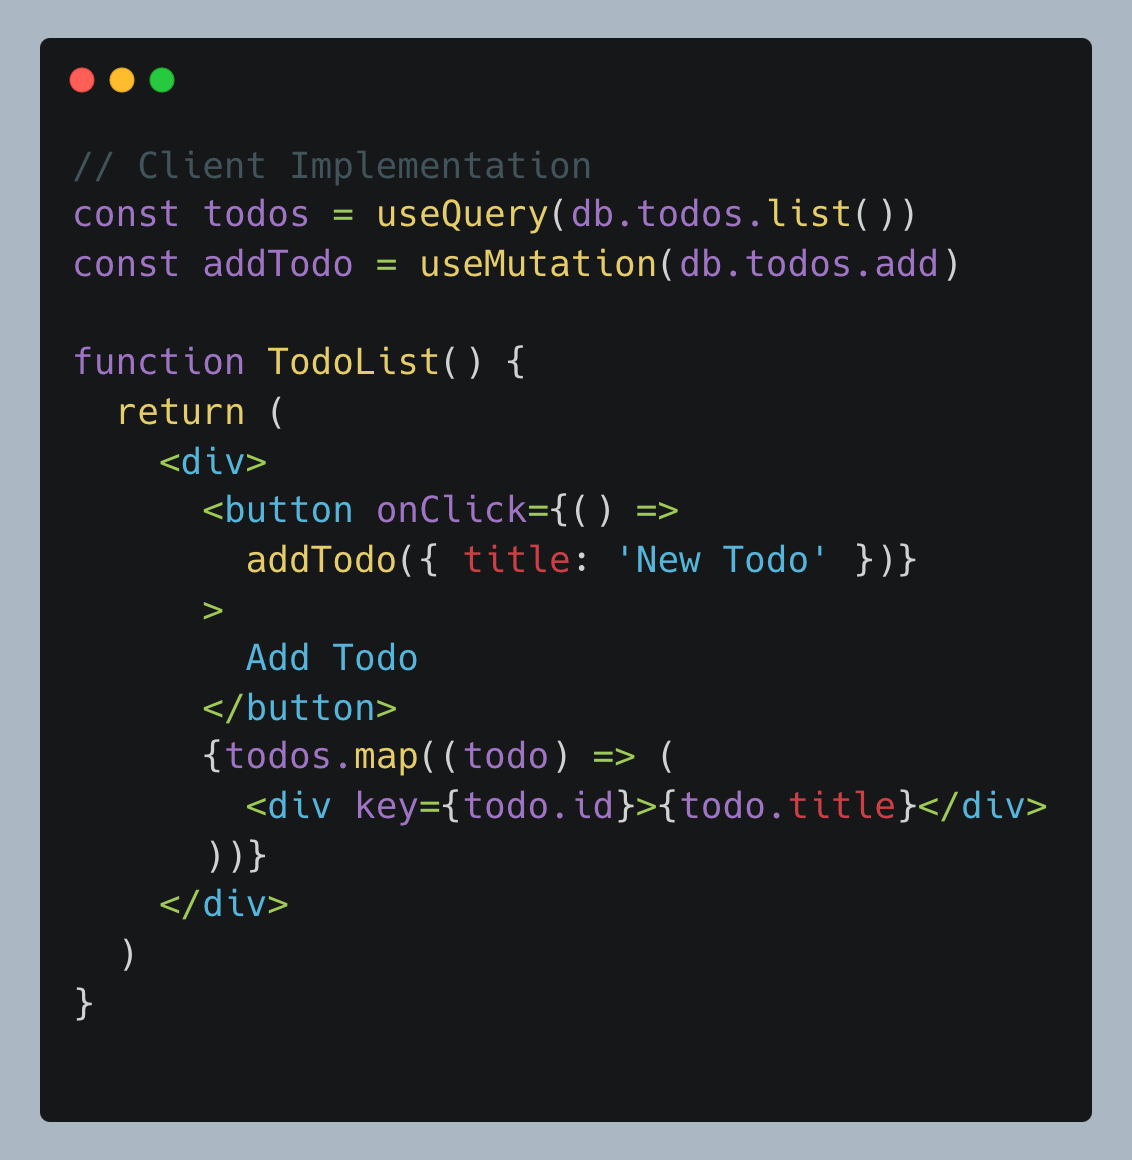 // Client Implementation
const todos = useQuery(db.todos.list())
const addTodo = useMutation(db.todos.add)

function TodoList() {
  return (
    <div>
      <button onClick={() =>
        addTodo({ title: 'New Todo' })}
      >
        Add Todo
      </button>
      {todos.map((todo) => (
        <div key={todo.id}>{todo.title}</div>
      ))}
    </div>
  )
}